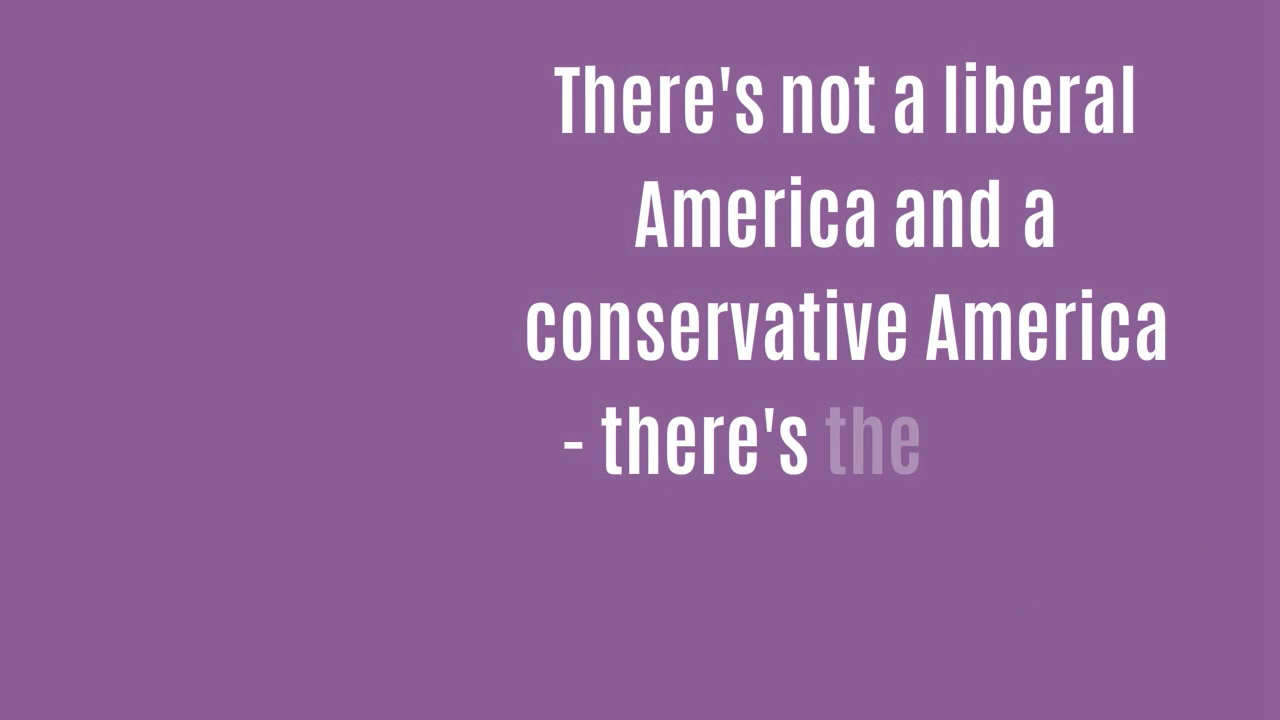 There's not a liberal
America and a
conservative America
- there's the